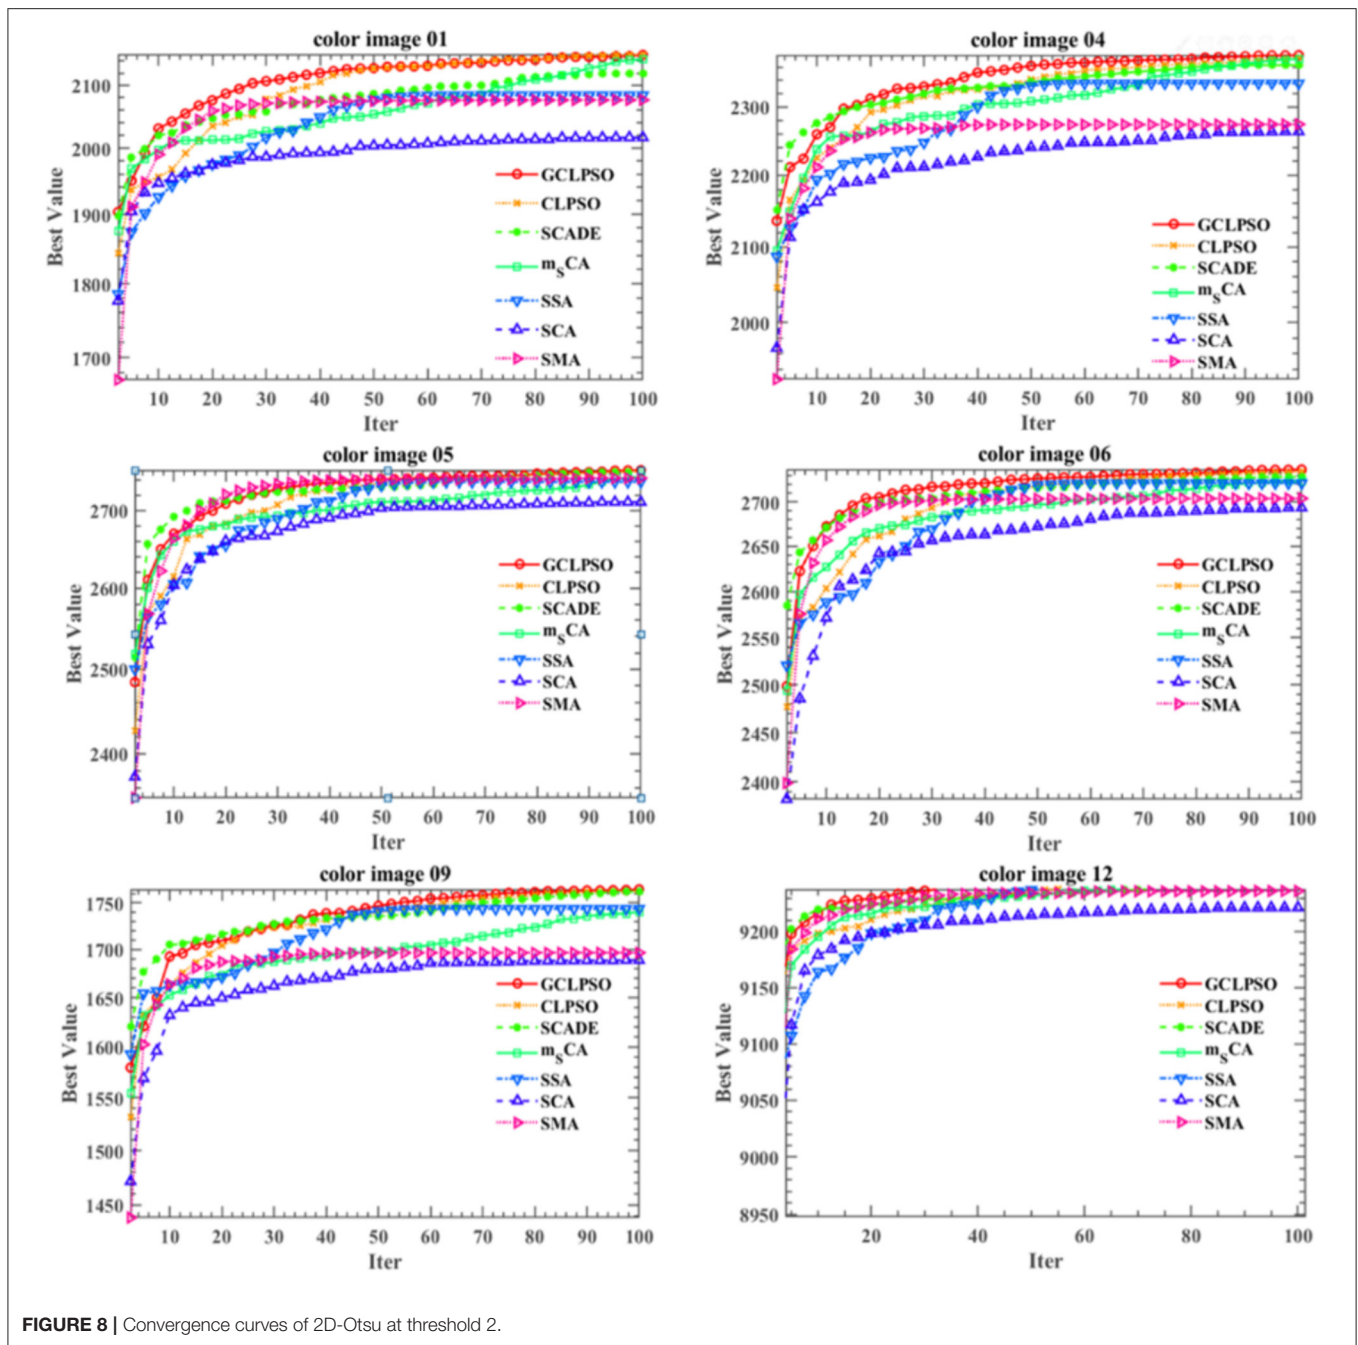 color image 01
2100
2000
1900
1800
1700
Best Value
GCLPSO
CLPSO
SCADE
mSCA
SSA
SCA
SMA
10 20 30 40 50 60 70 80 90 100
Iter
color image 04
2300
2200
2100
2000
Best Value
GCLPSO
CLPSO
SCADE
mSCA
SSA
SCA
SMA
10 20 30 40 50 60 70 80 90 100
Iter
color image 05
2700
2600
2500
2400
Best Value
GCLPSO
CLPSO
SCADE
mSCA
SSA
SCA
SMA
10 20 30 40 50 60 70 80 90 100
Iter
color image 06
2700
2650
2600
2550
2500
2450
2400
Best Value
GCLPSO
CLPSO
SCADE
mSCA
SSA
SCA
SMA
10 20 30 40 50 60 70 80 90 100
Iter
color image 09
1750
1700
1650
1600
1550
1500
1450
Best Value
GCLPSO
CLPSO
SCADE
mSCA
SSA
SCA
SMA
10 20 30 40 50 60 70 80 90 100
Iter
color image 12
9200
9150
9100
9050
9000
8950
Best Value
GCLPSO
CLPSO
SCADE
mSCA
SSA
SCA
SMA
20 40 60 80 100
Iter
FIGURE 8 | Convergence curves of 2D-Otsu at threshold 2.